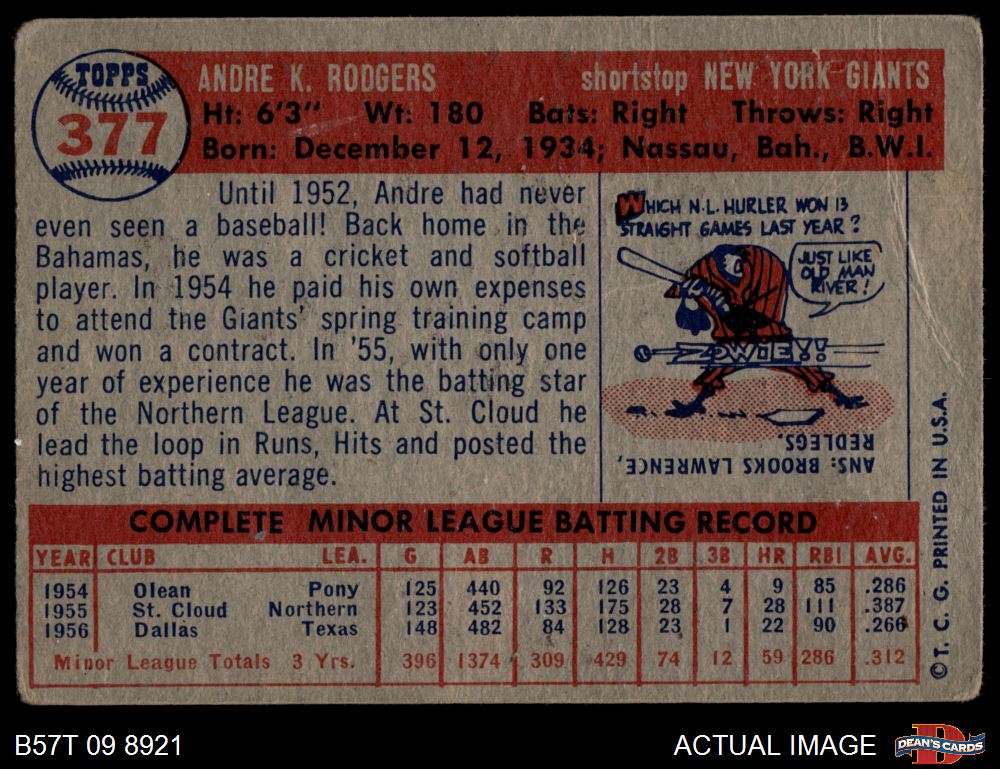 TOPPS
377
ANDRE K. RODGERS shortstop NEW YORK GIANTS
Ht: 6'3" Wt: 180 Bats: Right Throws: Right
Born: December 12, 1934; Nassau, Bah., B.W.I.
Until 1952, Andre had never
even seen a baseball! Back home in the
Bahamas, he was a cricket and softball
player. In 1954 he paid his own expenses
to attend the Giants' spring training camp
and won a contract. In '55, with only one
year of experience he was the batting star
of the Northern League. At St. Cloud he
lead the loop in Runs, Hits and posted the
highest batting average.
WHICH N.L. HURLER WON 13
STRAIGHT GAMES LAST YEAR?
JUST LIKE
OLD MAN
RIVER!
ZOWIE!!
ANS: BROOKS LAWRENCE,
REDLEGS.
COMPLETE MINOR LEAGUE BATTING RECORD
YEAR CLUB LEA. G AB R H 2B 3B HR RBI AVG.
1954 Olean Pony 125 440 92 126 23 4 9 85 .286
1955 St. Cloud Northern 123 452 133 175 28 7 28 111 .387
1956 Dallas Texas 148 482 84 128 23 1 22 90 .266
Minor League Totals 3 Yrs. 396 1374 309 429 74 12 59 286 .312
© T. C. G. PRINTED IN U.S.A.
B57T 09 8921
ACTUAL IMAGE
DEAN'S CARDS